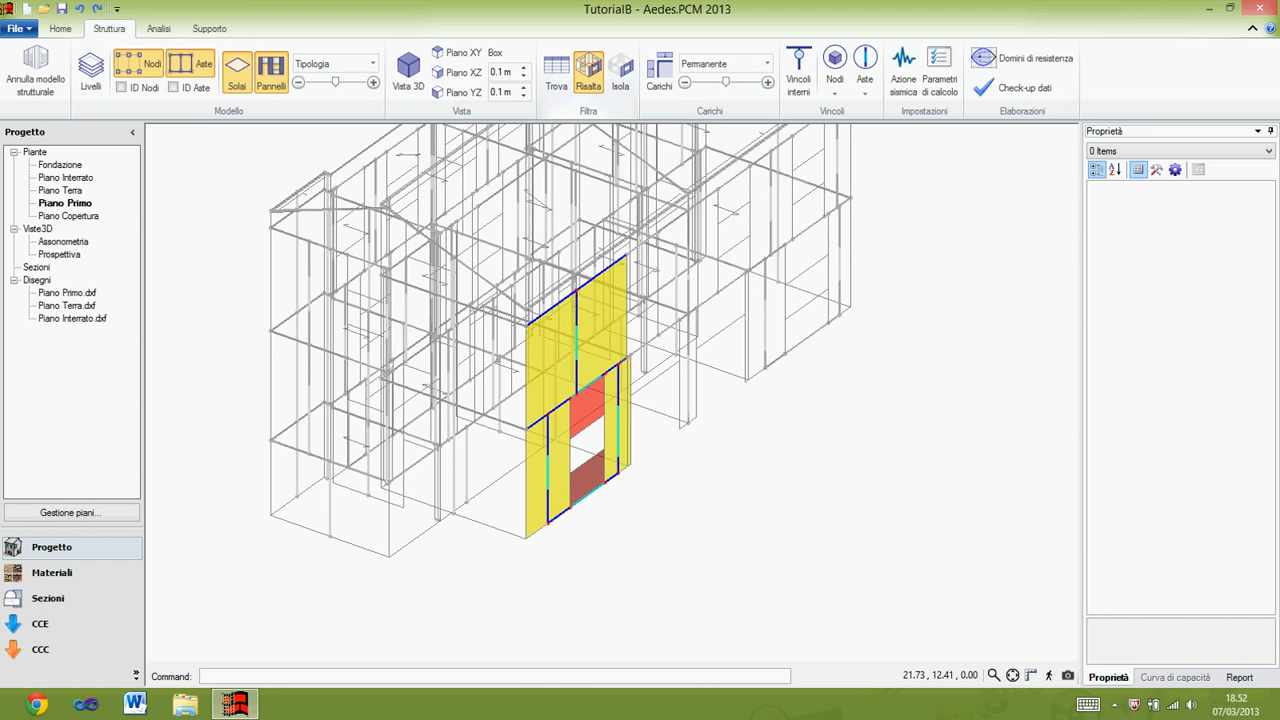 TutorialB - Aedes.PCM 2013
File
Home
Struttura
Analisi
Supporto
Annulla modello strutturale
Livelli
Nodi
Aste
ID Nodi
ID Aste
Solai
Pannelli
Tipologia
Modello
Vista 3D
Piano XY
Box
Piano XZ
0.1 m
Piano YZ
0.1 m
Vista
Trova
Risalta
Isola
Filtra
Carichi
Permanente
Carichi
Vincoli interni
Nodi
Aste
Vincoli
Azione sismica
Parametri di calcolo
Impostazioni
Domini di resistenza
Check-up dati
Elaborazioni
Progetto
Piante
Fondazione
Piano Interrato
Piano Terra
Piano Primo
Piano Copertura
Viste3D
Assonometria
Prospettiva
Sezioni
Disegni
Piano Primo.dxf
Piano Terra.dxf
Piano Interrato.dxf
Gestione piani...
Progetto
Materiali
Sezioni
CCE
CCC
Command:
21.73, 12.41, 0.00
Proprietà
0 Items
Proprietà
Curva di capacità
Report
18.52
07/03/2013